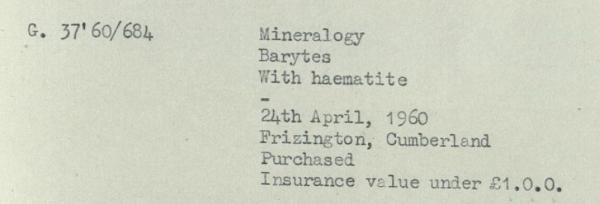 G. 37'60/684 Mineralogy
Barytes
With haematite
-
24th April, 1960
Frizington, Cumberland
Purchased
Insurance value under £1.0.0.